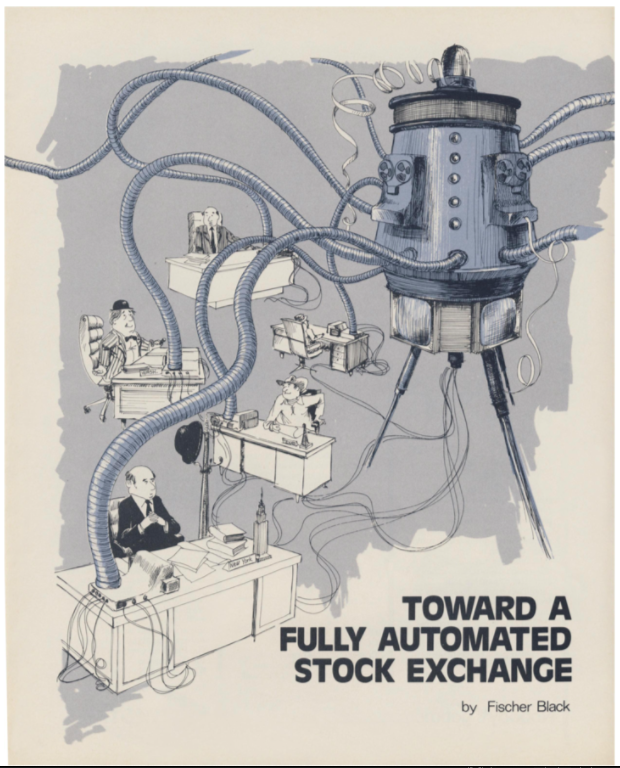 TOWARD A
FULLY AUTOMATED
STOCK EXCHANGE
by Fischer Black